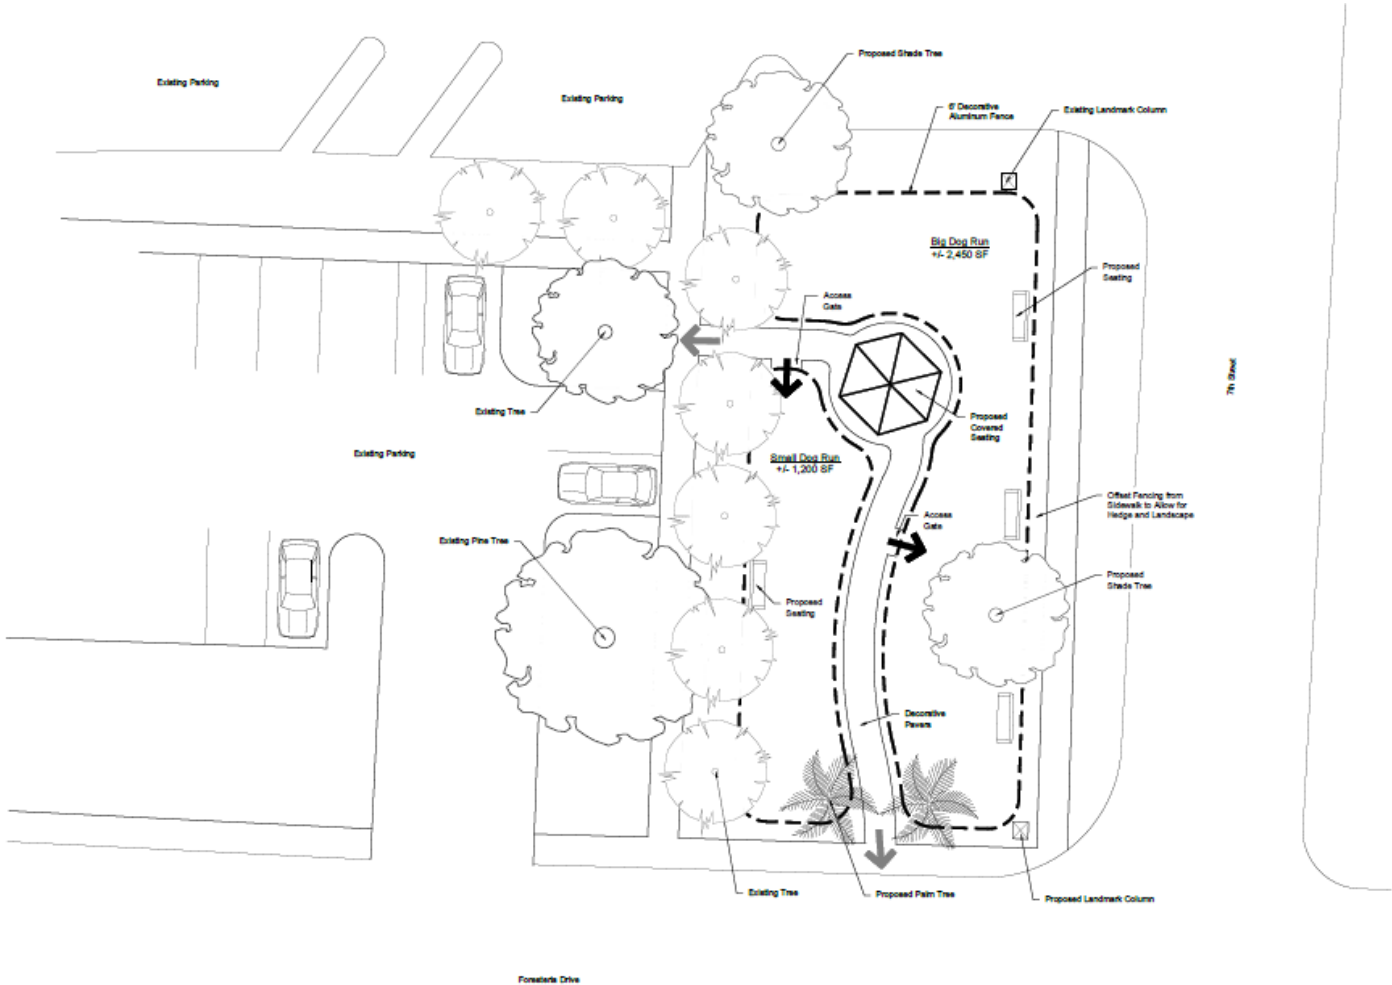 Proposed Shade Tree
Existing Parking
Existing Parking
6' Decorative
Aluminum Fence
Existing Landmark Column
Big Dog Run
+/- 2,450 SF
Proposed
Seating
Access
Gate
7th Street
Existing Tree
Proposed
Covered
Seating
Existing Parking
Small Dog Run
+/- 1,200 SF
Offset Fencing from
Sidewalk to Allow for
Hedge and Landscape
Access
Gate
Existing Pine Tree
Proposed
Shade Tree
Proposed
Seating
Decorative
Pavers
Existing Tree
Proposed Palm Tree
Proposed Landmark Column
Foresteria Drive